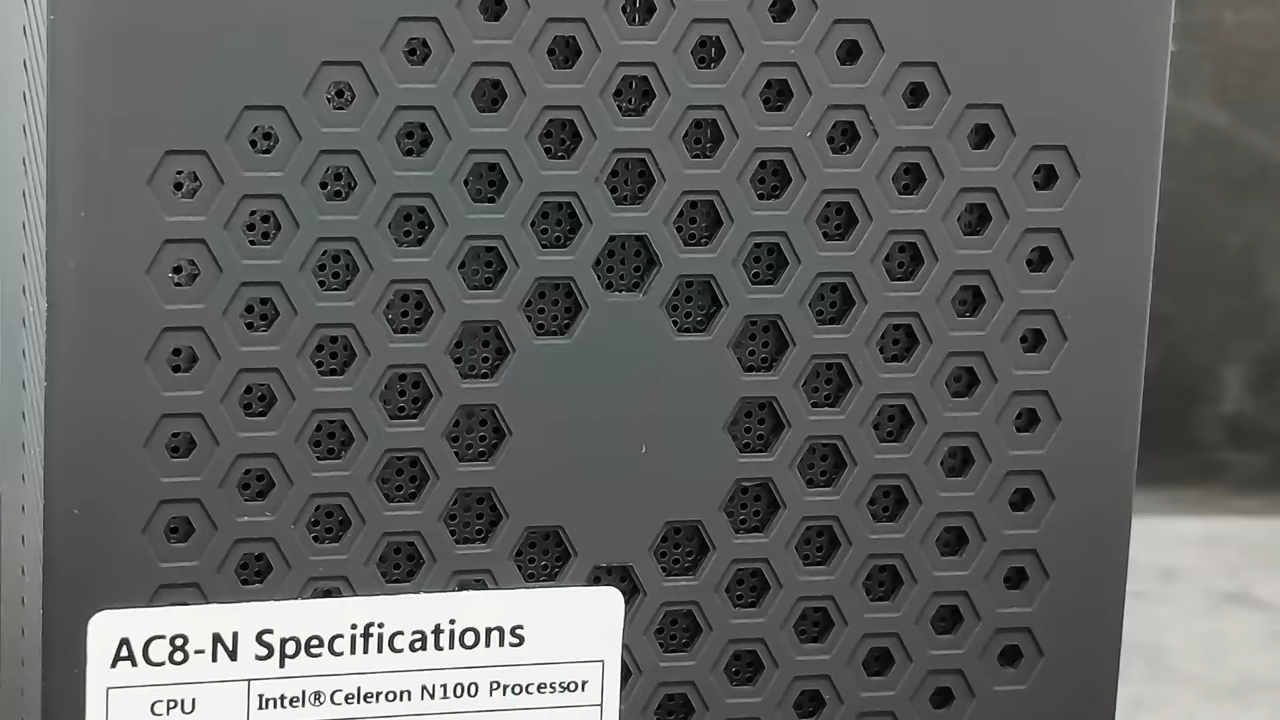 AC8-N Specifications
CPU
Intel®Celeron N100 Processor